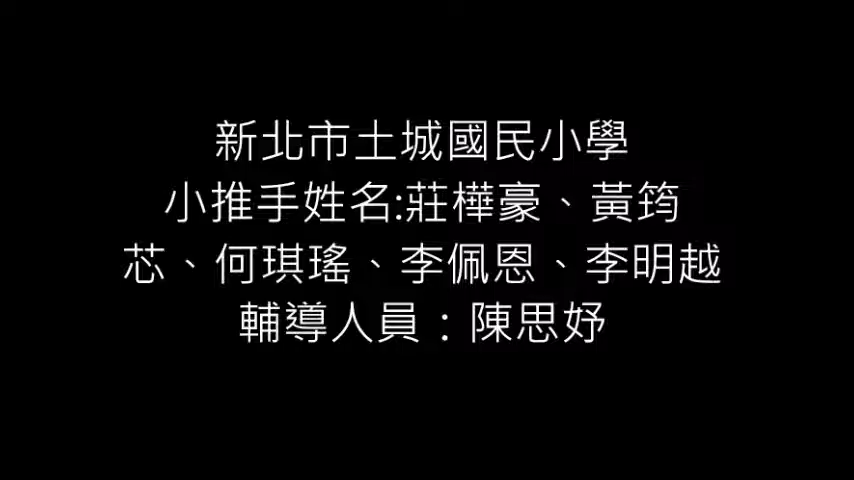 新北市土城國民小學
小推手姓名:莊樺豪、黃筠
芯、何琪瑤、李佩恩、李明越
輔導人員：陳思妤